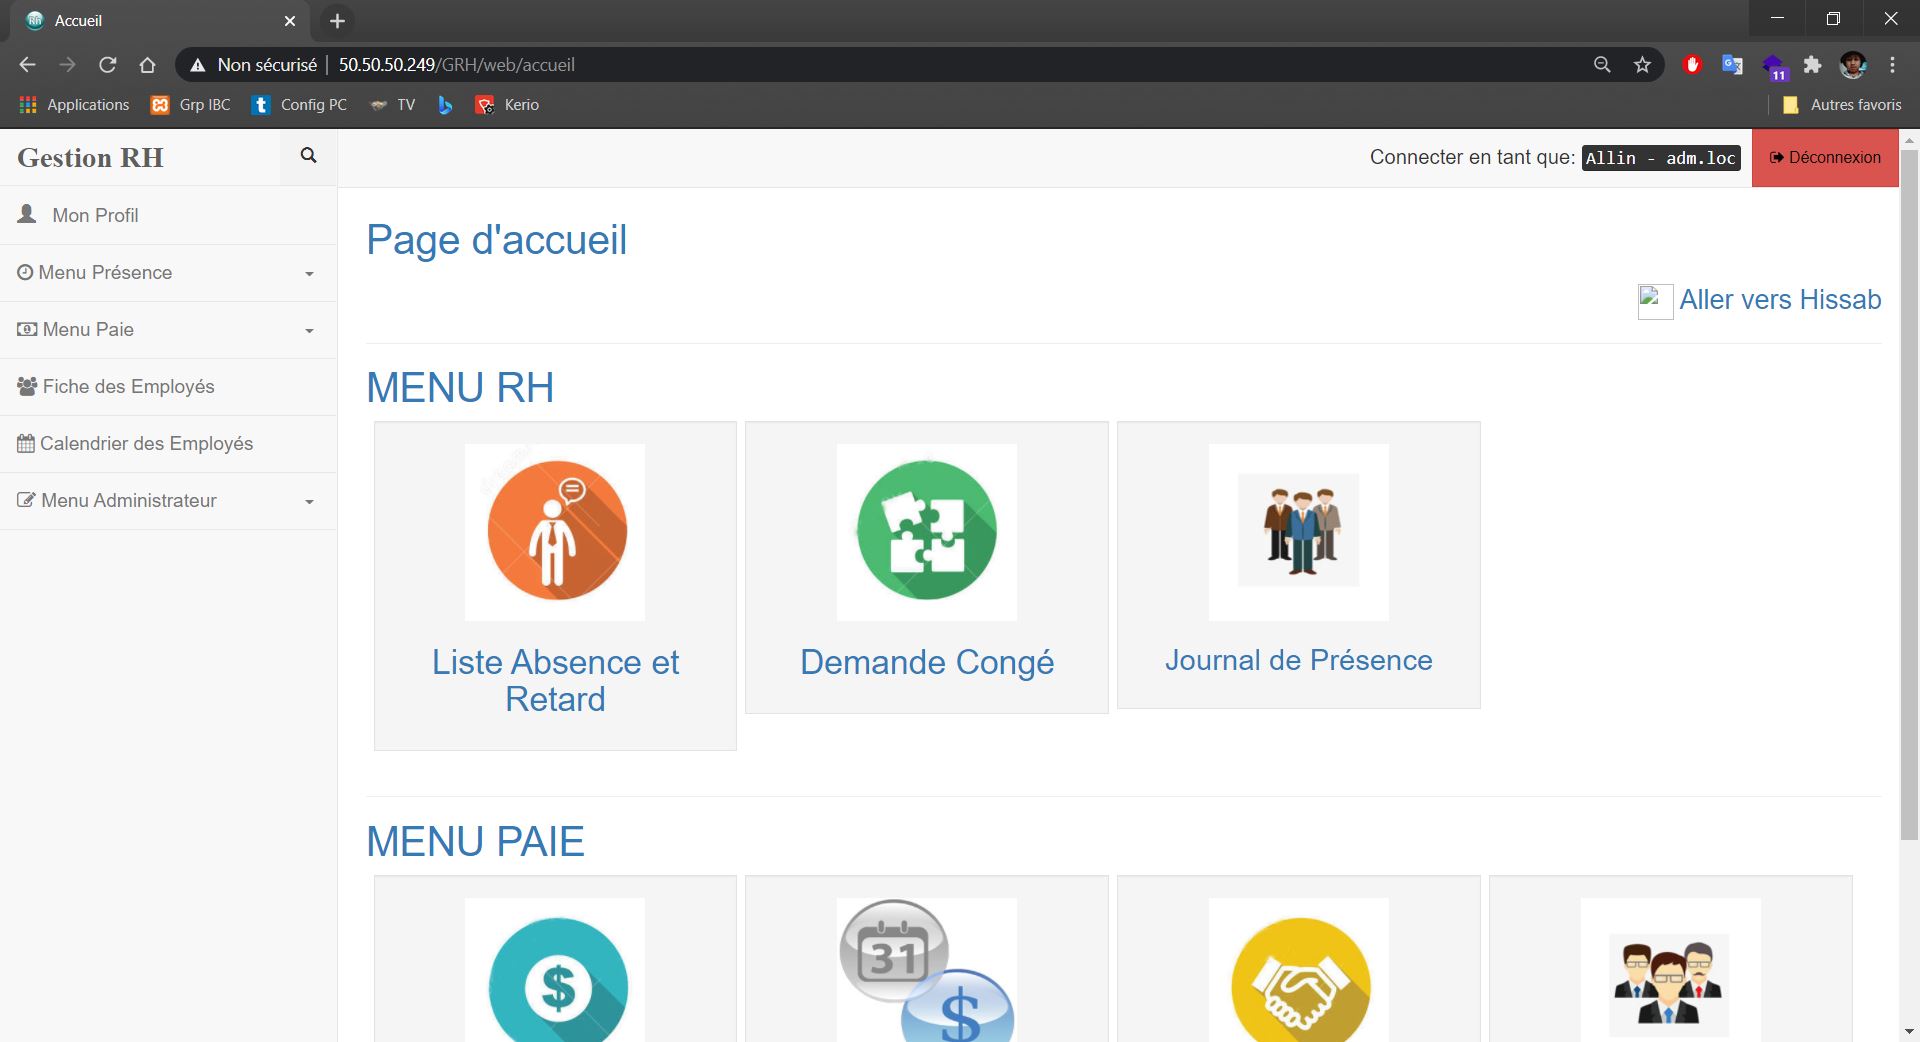 Accueil
Non sécurisé 50.50.50.249/GRH/web/accueil
11
Applications Grp IBC Config PC TV Kerio Autres favoris
Gestion RH
Connecter en tant que: Allin - adm.loc Déconnexion
Mon Profil
Menu Présence
Menu Paie
Fiche des Employés
Calendrier des Employés
Menu Administrateur
Page d'accueil
Aller vers Hissab
MENU RH
Liste Absence et
Retard
Demande Congé
Journal de Présence
MENU PAIE
$
31
$